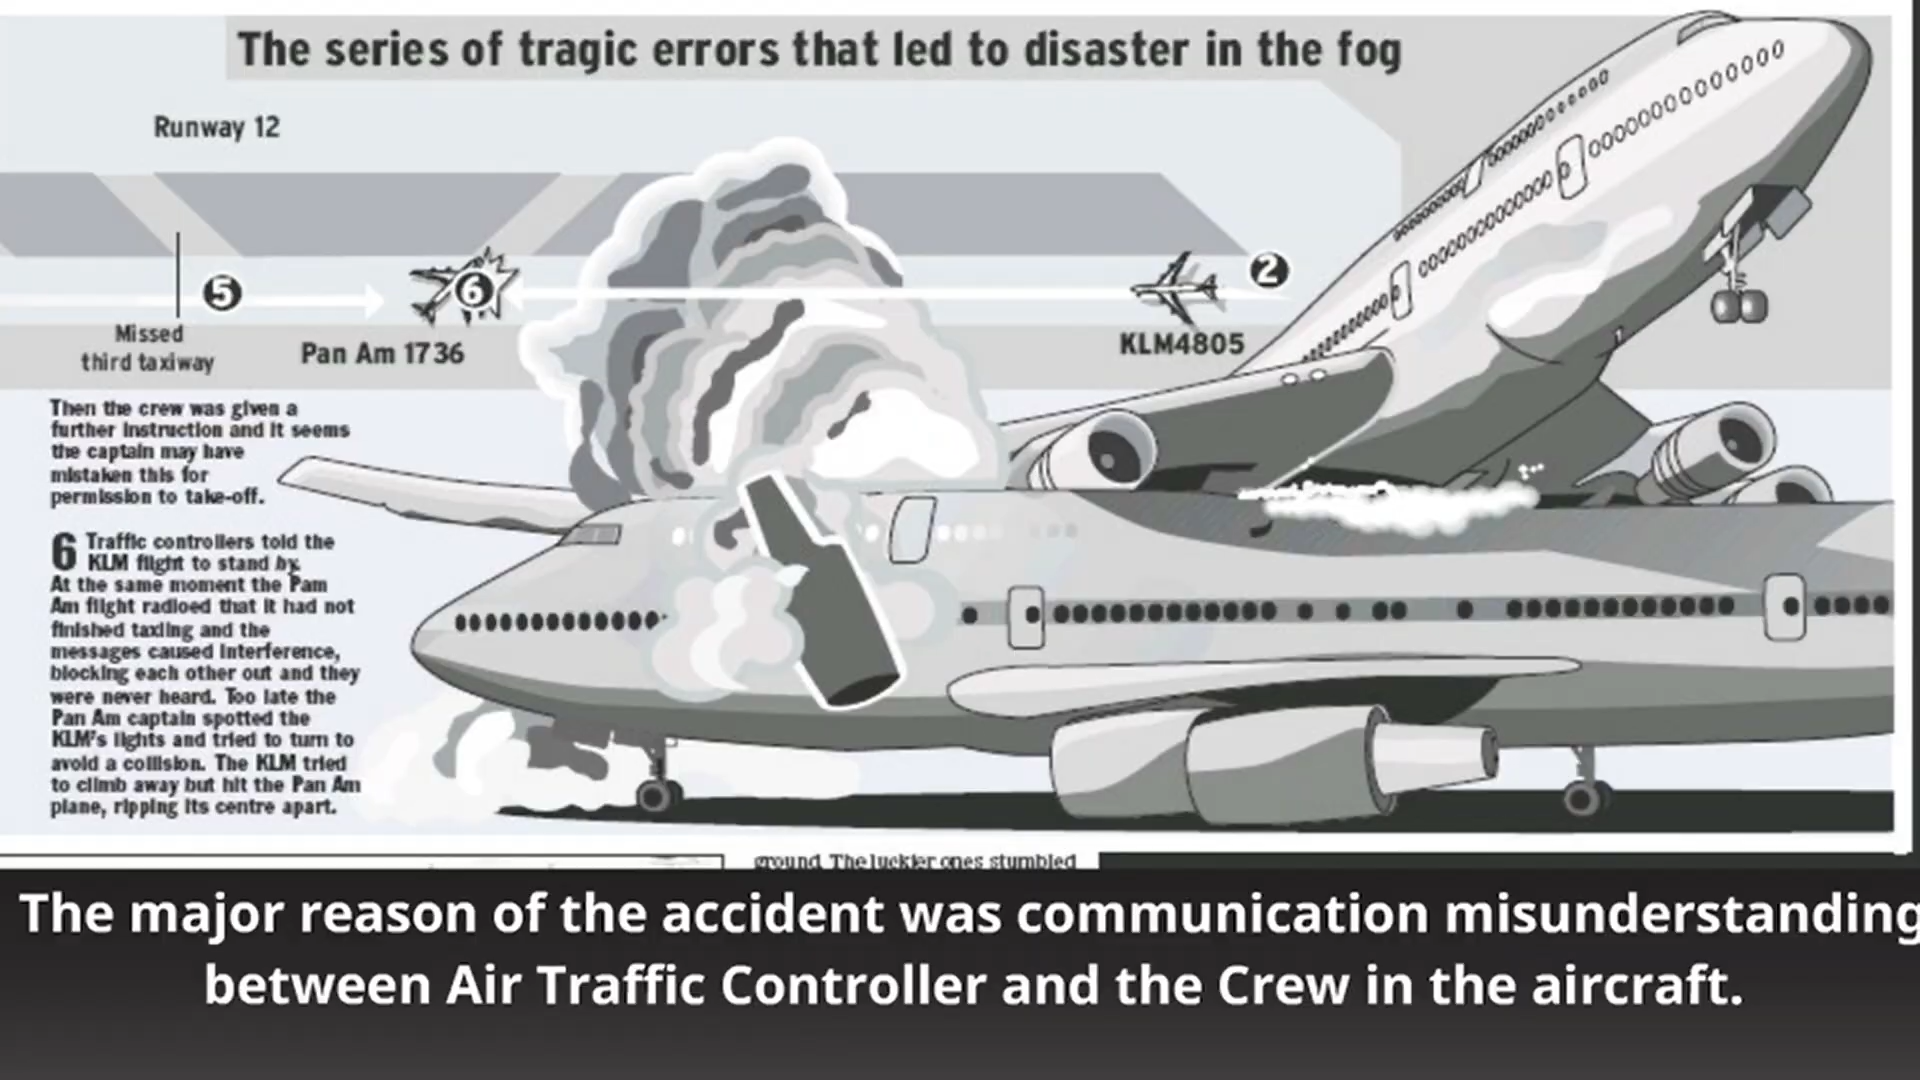 The series of tragic errors that led to disaster in the fog
Runway 12
5
6
2
Missed
third taxiway
Pan Am 1736
KLM4805
Then the crew was given a
further instruction and it seems
the captain may have
mistaken this for
permission to take-off.
6 Traffic controllers told the
KLM flight to stand by.
At the same moment the Pam
Am flight radioed that it had not
finished taxiing and the
messages caused interference,
blocking each other out and they
were never heard. Too late the
Pan Am captain spotted the
KLM's lights and tried to turn to
avoid a collision. The KLM tried
to climb away but hit the Pan Am
plane, ripping its centre apart.
ground. The luckier ones stumbled
The major reason of the accident was communication misunderstanding
between Air Traffic Controller and the Crew in the aircraft.